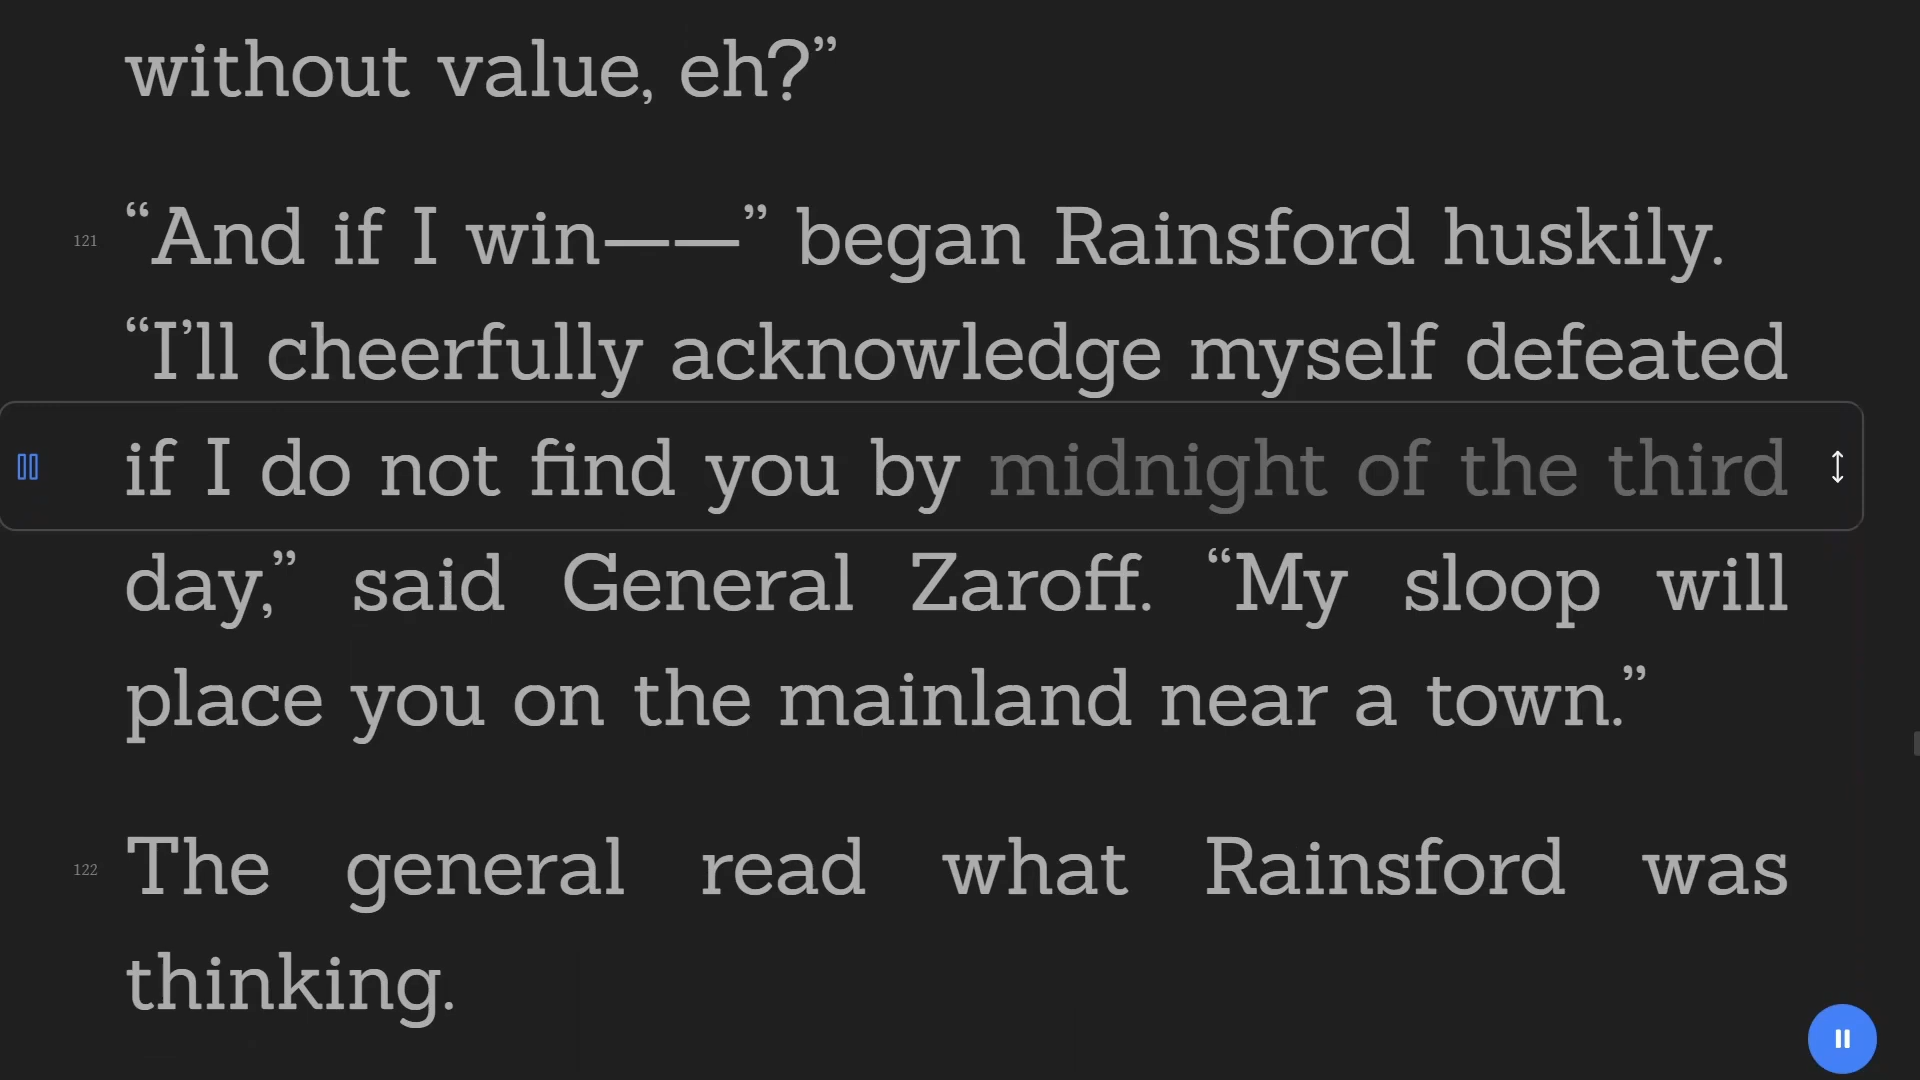 without value, eh?”
121
“And if I win——” began Rainsford huskily.
“I’ll cheerfully acknowledge myself defeated
if I do not find you by midnight of the third
day,” said General Zaroff. “My sloop will
place you on the mainland near a town.”
122
The general read what Rainsford was
thinking.